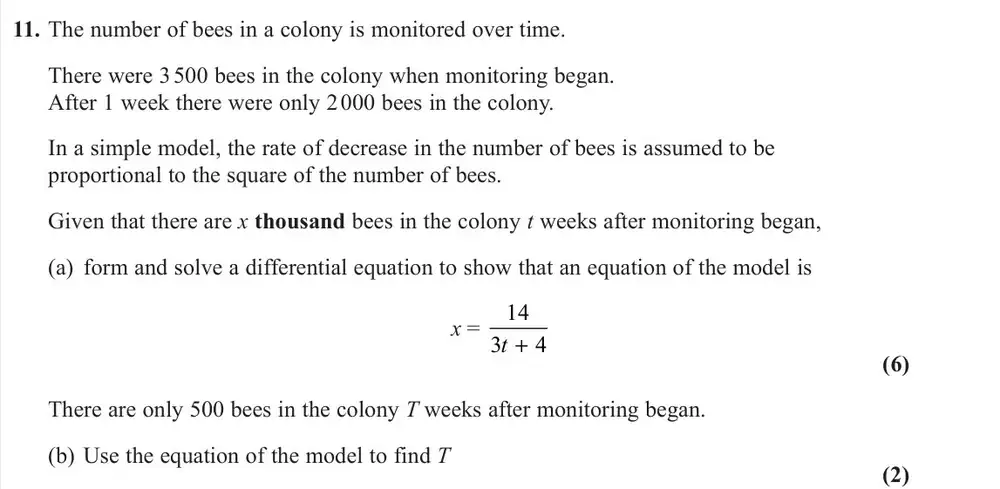 11. The number of bees in a colony is monitored over time.
There were 3 500 bees in the colony when monitoring began.
After 1 week there were only 2 000 bees in the colony.
In a simple model, the rate of decrease in the number of bees is assumed to be
proportional to the square of the number of bees.
Given that there are x thousand bees in the colony t weeks after monitoring began,
(a) form and solve a differential equation to show that an equation of the model is
x = 14
3t + 4
(6)
There are only 500 bees in the colony T weeks after monitoring began.
(b) Use the equation of the model to find T
(2)